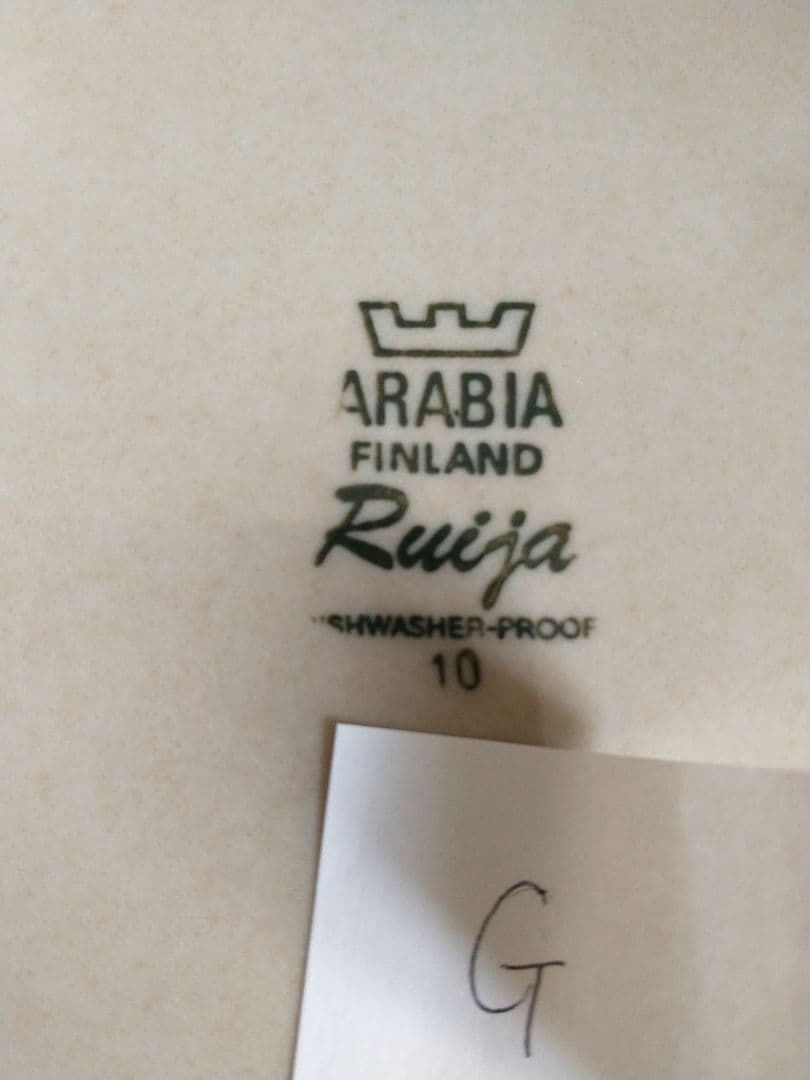 ARABIA
FINLAND
Ruija
SHWASHER-PROOF
10
G